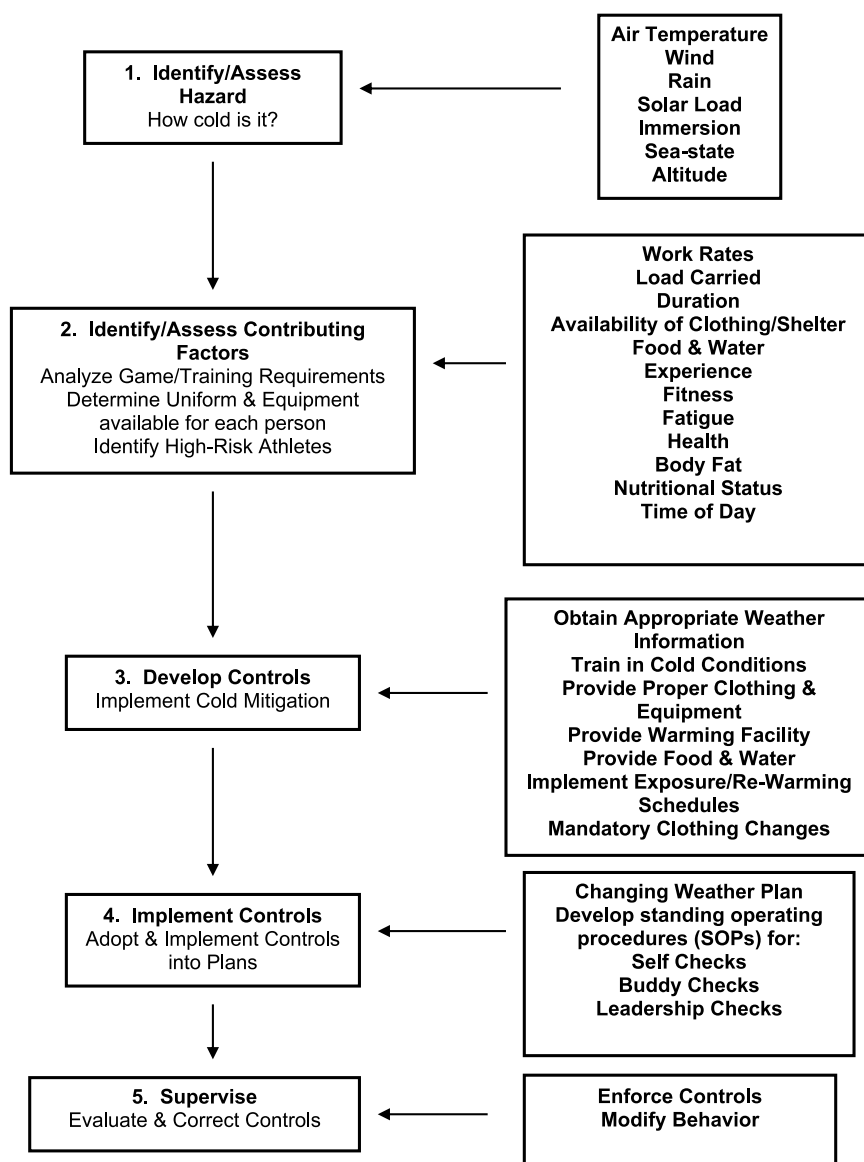 1. Identify/Assess
Hazard
How cold is it?
Air Temperature
Wind
Rain
Solar Load
Immersion
Sea-state
Altitude
2. Identify/Assess Contributing
Factors
Analyze Game/Training Requirements
Determine Uniform & Equipment
available for each person
Identify High-Risk Athletes
Work Rates
Load Carried
Duration
Availability of Clothing/Shelter
Food & Water
Experience
Fitness
Fatigue
Health
Body Fat
Nutritional Status
Time of Day
3. Develop Controls
Implement Cold Mitigation
Obtain Appropriate Weather
Information
Train in Cold Conditions
Provide Proper Clothing &
Equipment
Provide Warming Facility
Provide Food & Water
Implement Exposure/Re-Warming
Schedules
Mandatory Clothing Changes
4. Implement Controls
Adopt & Implement Controls
into Plans
Changing Weather Plan
Develop standing operating
procedures (SOPs) for:
Self Checks
Buddy Checks
Leadership Checks
5. Supervise
Evaluate & Correct Controls
Enforce Controls
Modify Behavior